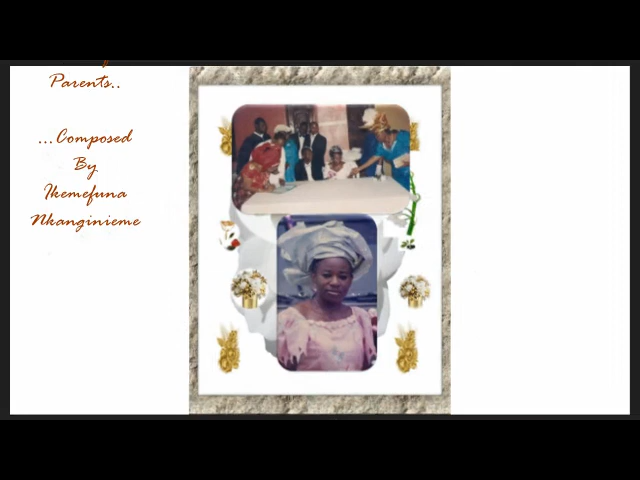 Parents..
...Composed
By
Ikemefuna
Nkanginieme